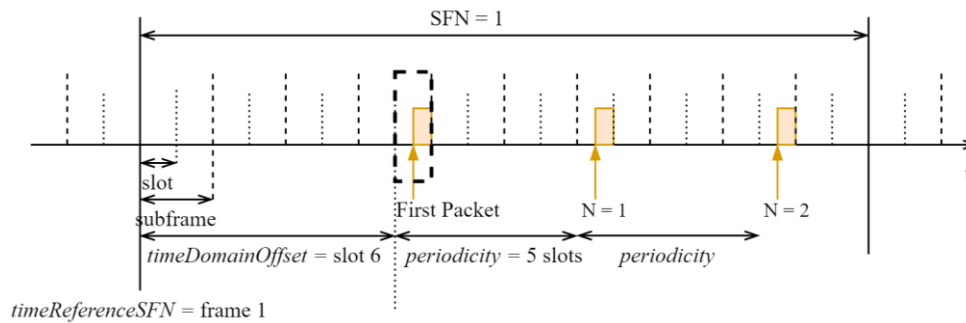 SFN = 1
slot
subframe
First Packet
N = 1
N = 2
timeDomainOffset = slot 6
periodicity = 5 slots
periodicity
timeReferenceSFN = frame 1